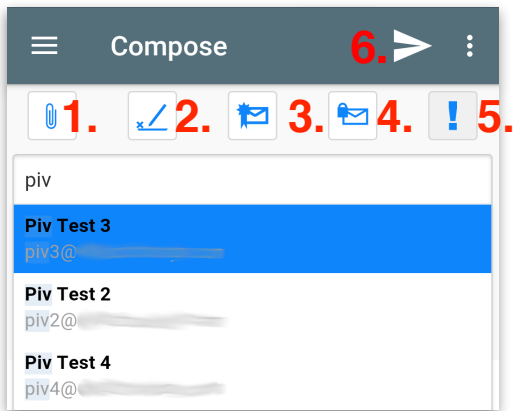 Compose 6.
1. 2. 3. 4. ! 5.
piv
Piv Test 3
piv3@
Piv Test 2
piv2@
Piv Test 4
piv4@